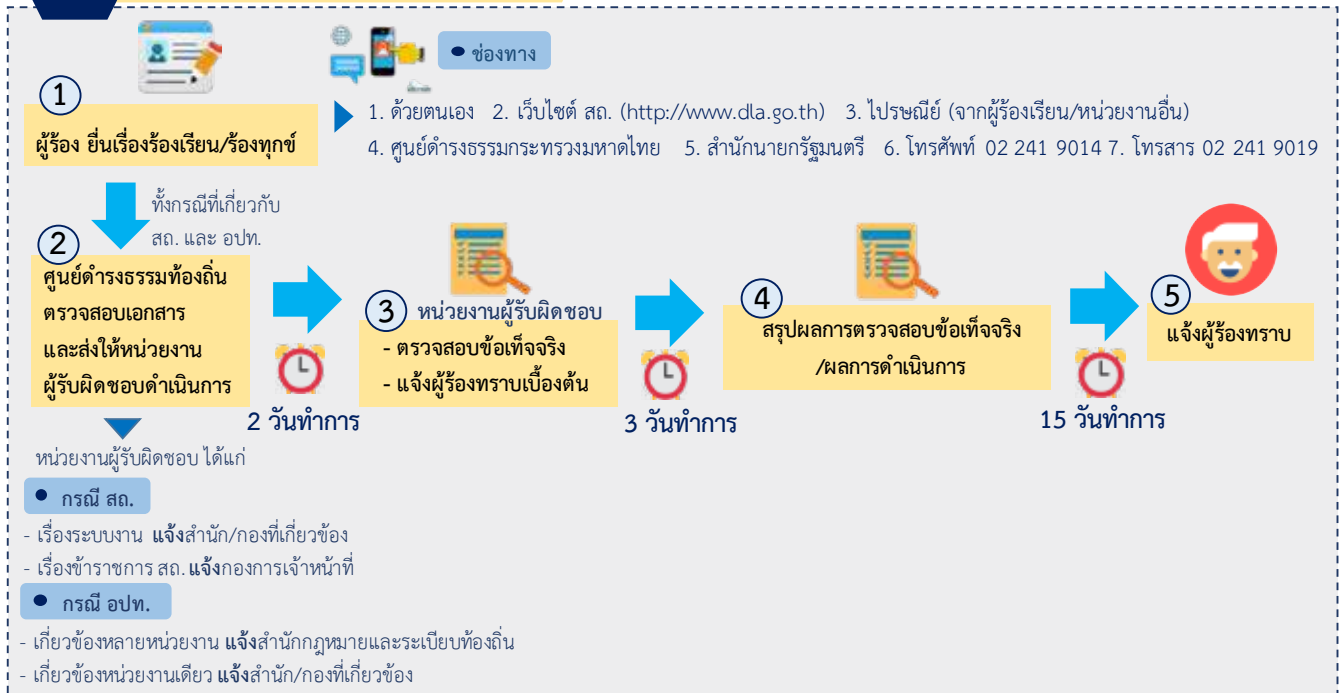 ช่องทาง
1
ผู้ร้อง ยื่นเรื่องร้องเรียน/ร้องทุกข์
1. ด้วยตนเอง 2. เว็บไซต์ สถ. (http://www.dla.go.th) 3. ไปรษณีย์ (จากผู้ร้องเรียน/หน่วยงานอื่น)
4. ศูนย์ดำรงธรรมกระทรวงมหาดไทย 5. สำนักนายกรัฐมนตรี 6. โทรศัพท์ 02 241 9014 7. โทรสาร 02 241 9019
ทั้งกรณีที่เกี่ยวกับ
สถ. และ อปท.
2
ศูนย์ดำรงธรรมท้องถิ่น
ตรวจสอบเอกสาร
และส่งให้หน่วยงาน
ผู้รับผิดชอบดำเนินการ
2 วันทำการ
3 หน่วยงานผู้รับผิดชอบ
- ตรวจสอบข้อเท็จจริง
- แจ้งผู้ร้องทราบเบื้องต้น
3 วันทำการ
4
สรุปผลการตรวจสอบข้อเท็จจริง
/ผลการดำเนินการ
15 วันทำการ
5
แจ้งผู้ร้องทราบ
หน่วยงานผู้รับผิดชอบ ได้แก่
กรณี สถ.
- เรื่องระบบงาน แจ้งสำนัก/กองที่เกี่ยวข้อง
- เรื่องข้าราชการ สถ. แจ้งกองการเจ้าหน้าที่
กรณี อปท.
- เกี่ยวข้องหลายหน่วยงาน แจ้งสำนักกฎหมายและระเบียบท้องถิ่น
- เกี่ยวข้องหน่วยงานเดียว แจ้งสำนัก/กองที่เกี่ยวข้อง